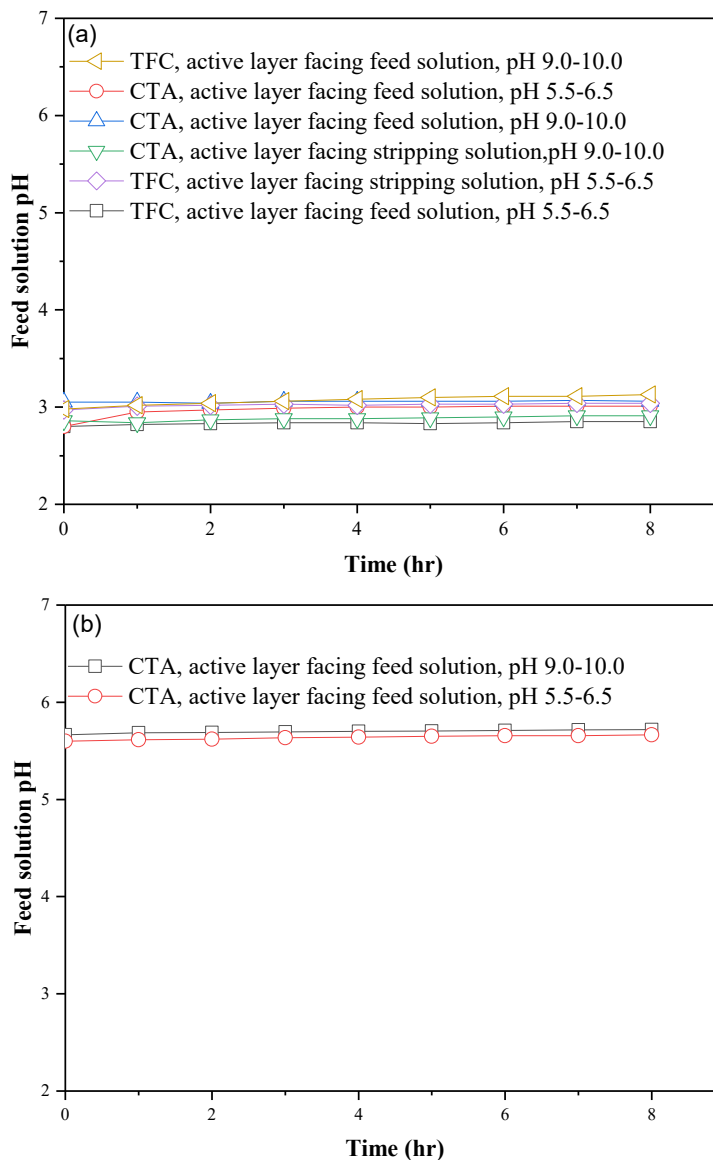 (a)
TFC, active layer facing feed solution, pH 9.0-10.0
CTA, active layer facing feed solution, pH 5.5-6.5
CTA, active layer facing feed solution, pH 9.0-10.0
CTA, active layer facing stripping solution,pH 9.0-10.0
TFC, active layer facing stripping solution, pH 5.5-6.5
TFC, active layer facing feed solution, pH 5.5-6.5
Feed solution pH
7
6
5
4
3
2
0 2 4 6 8
Time (hr)
(b)
CTA, active layer facing feed solution, pH 9.0-10.0
CTA, active layer facing feed solution, pH 5.5-6.5
Feed solution pH
7
6
5
4
3
2
0 2 4 6 8
Time (hr)